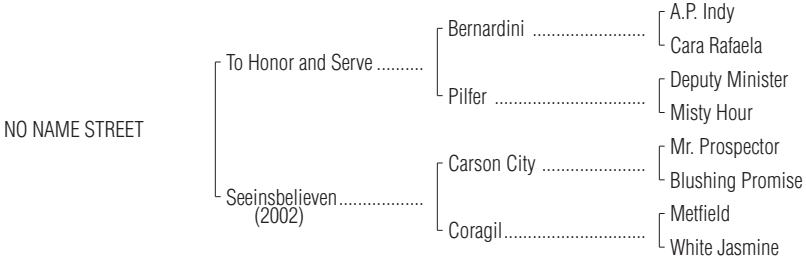 A.P. Indy
Bernardini ........................
Cara Rafaela
To Honor and Serve ..........
Deputy Minister
Pilfer ................................
Misty Hour
NO NAME STREET
Mr. Prospector
Carson City ......................
Blushing Promise
Seeinsbelieven..................
(2002)
Metfield
Coragil..............................
White Jasmine